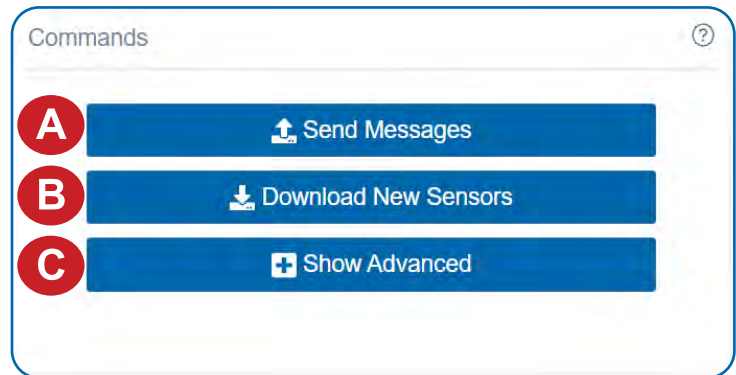 Commands
?
A
Send Messages
B
Download New Sensors
C
Show Advanced